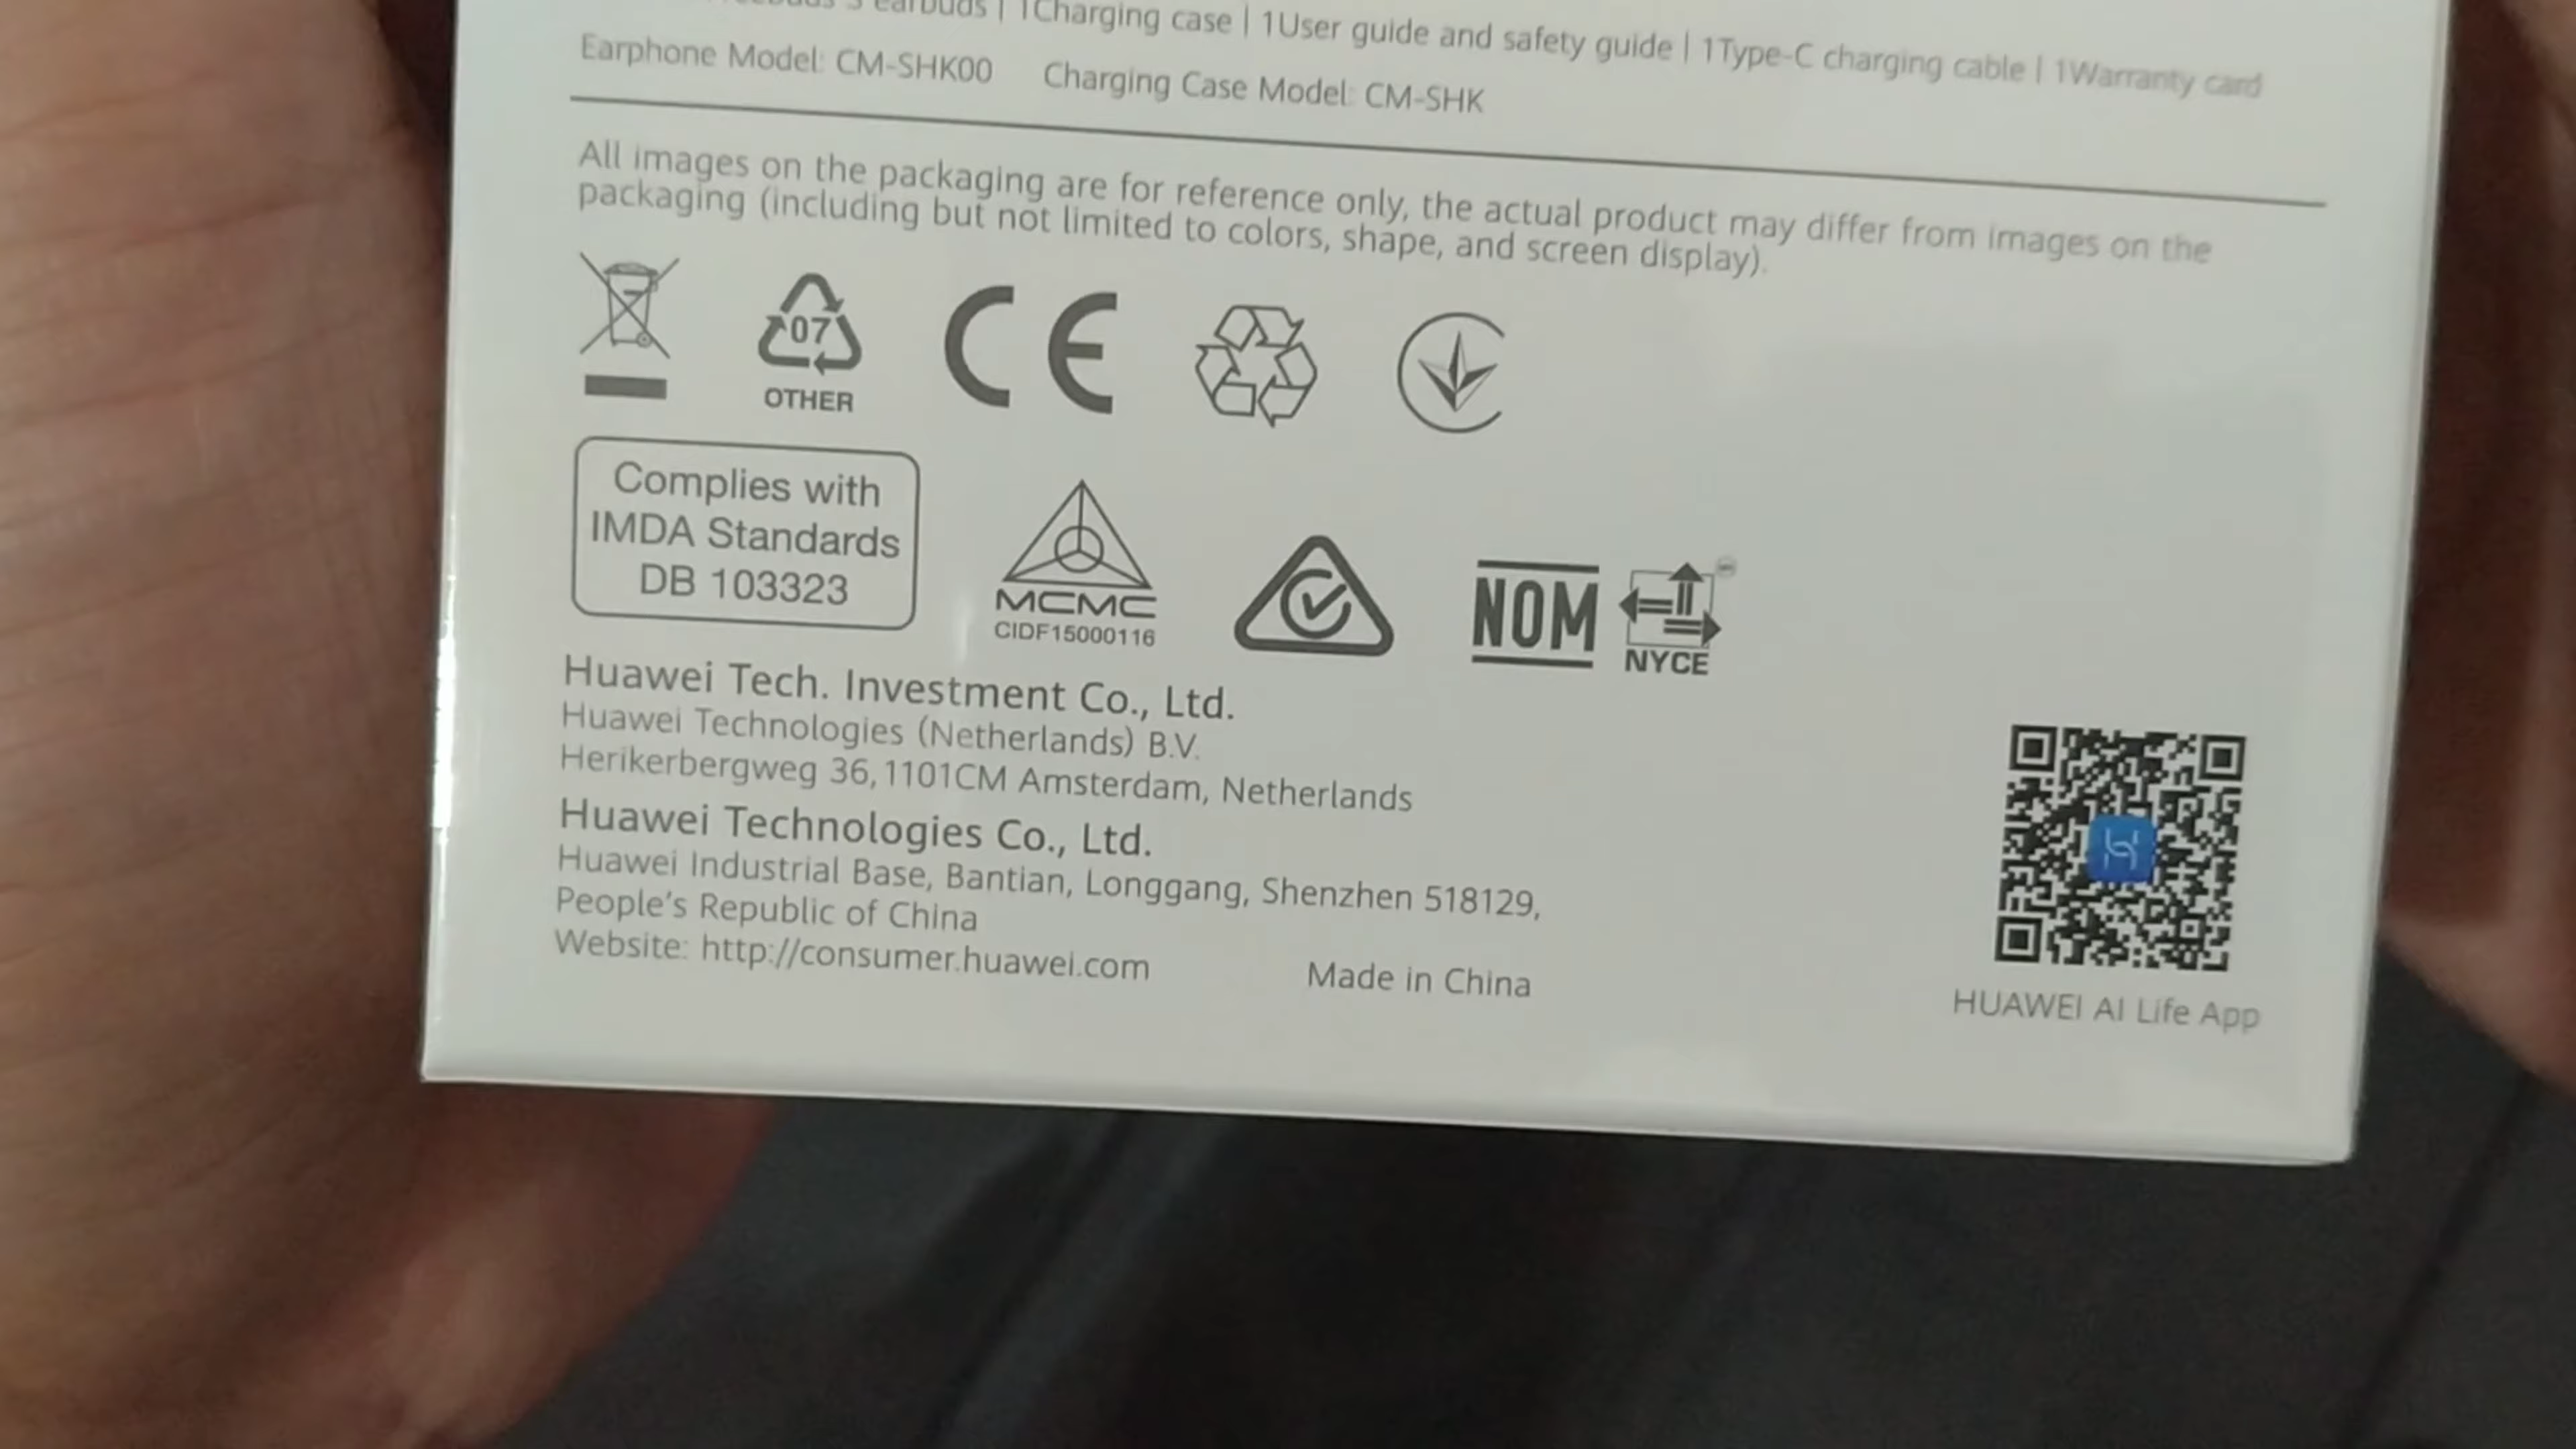 earbuds | 1Charging case | 1User guide and safety guide | 1Type-C charging cable | 1Warranty card
Earphone Model: CM-SHK00 Charging Case Model: CM-SHK
All images on the packaging are for reference only, the actual product may differ from images on the
packaging (including but not limited to colors, shape, and screen display).
07
OTHER
CE
Complies with
IMDA Standards
DB 103323
MCMC
CIDF15000116
NOM
NYCE
Huawei Tech. Investment Co., Ltd.
Huawei Technologies (Netherlands) B.V.
Herikerbergweg 36,1101CM Amsterdam, Netherlands
Huawei Technologies Co., Ltd.
Huawei Industrial Base, Bantian, Longgang, Shenzhen 518129,
People's Republic of China
Website: http://consumer.huawei.com
Made in China
HUAWEI AI Life App